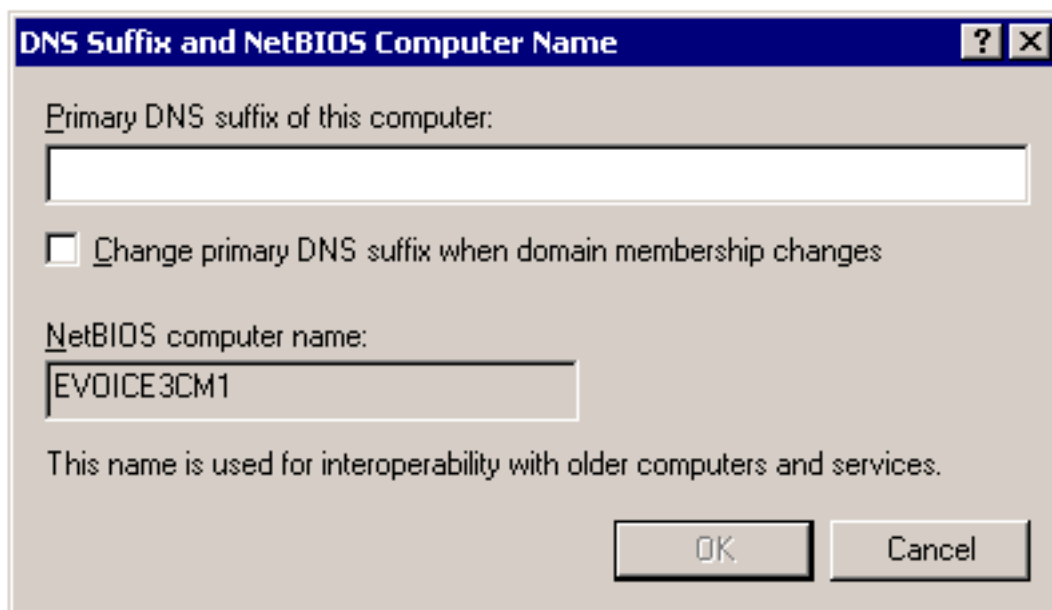 DNS Suffix and NetBIOS Computer Name
Primary DNS suffix of this computer:
Change primary DNS suffix when domain membership changes
NetBIOS computer name:
EVOICE3CM1
This name is used for interoperability with older computers and services.
OK Cancel